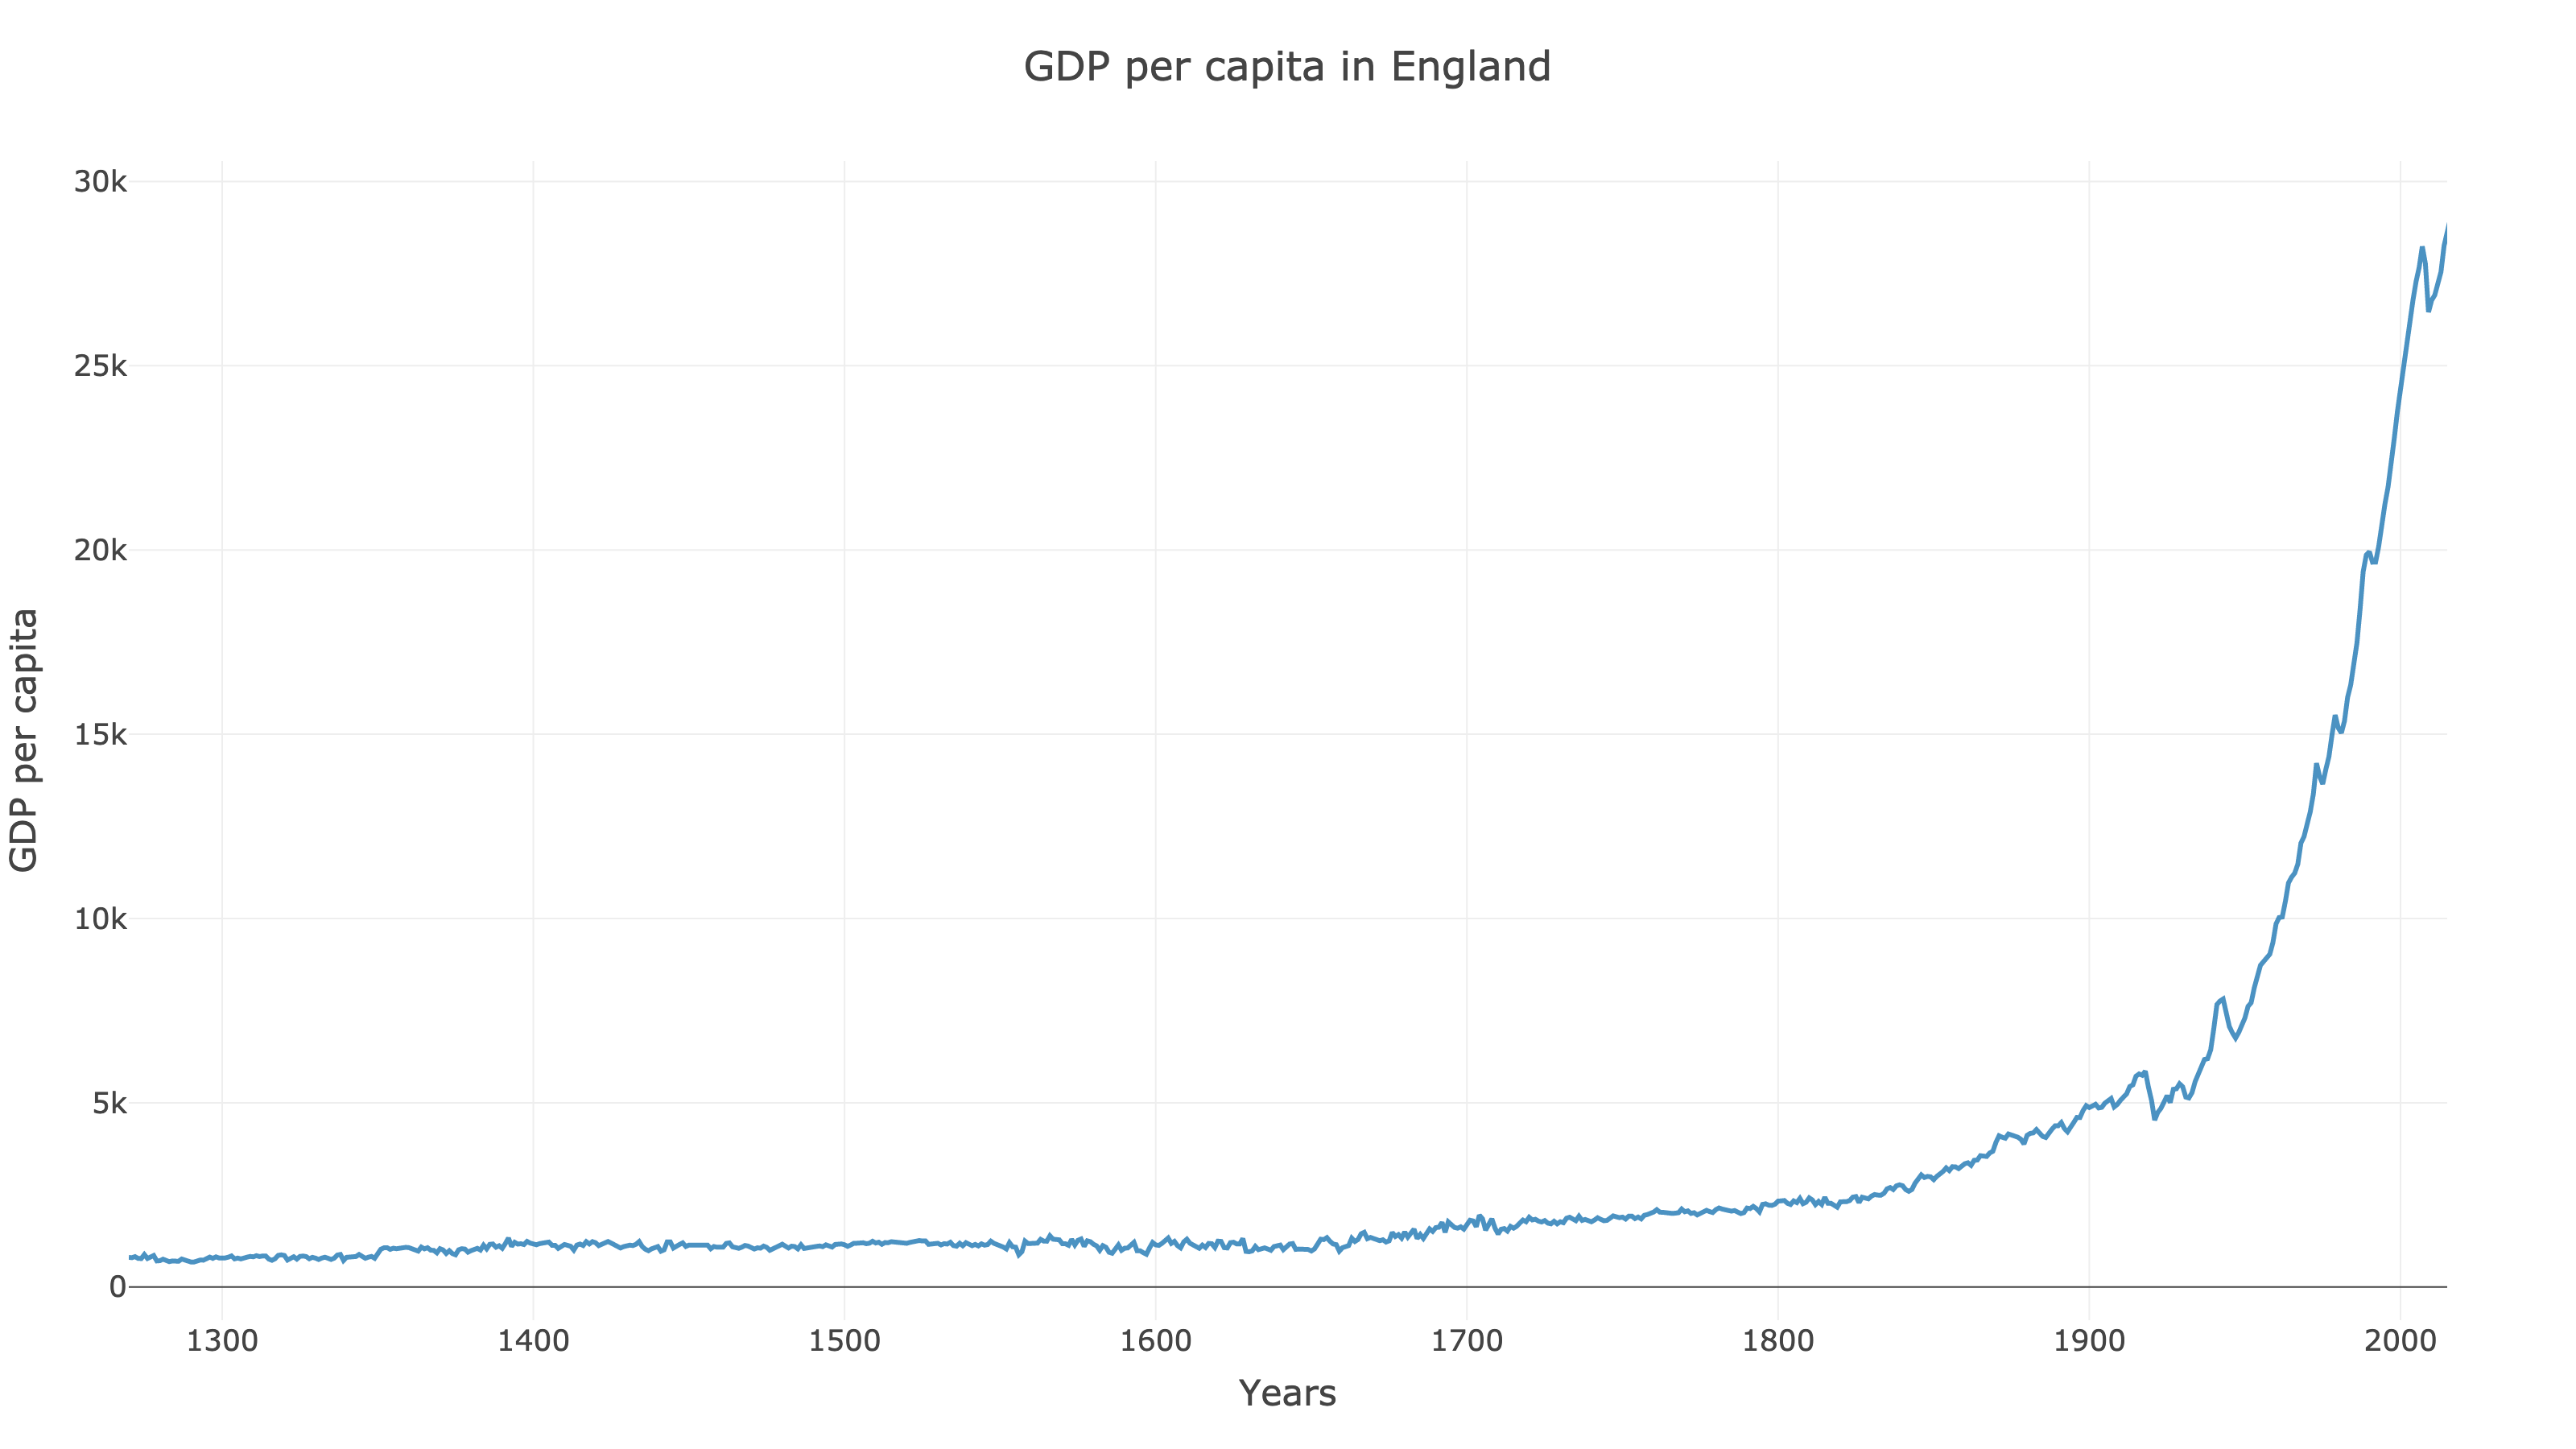 GDP per capita in England
30k
25k
20k
15k
10k
5k
0
GDP per capita
1300 1400 1500 1600 1700 1800 1900 2000
Years